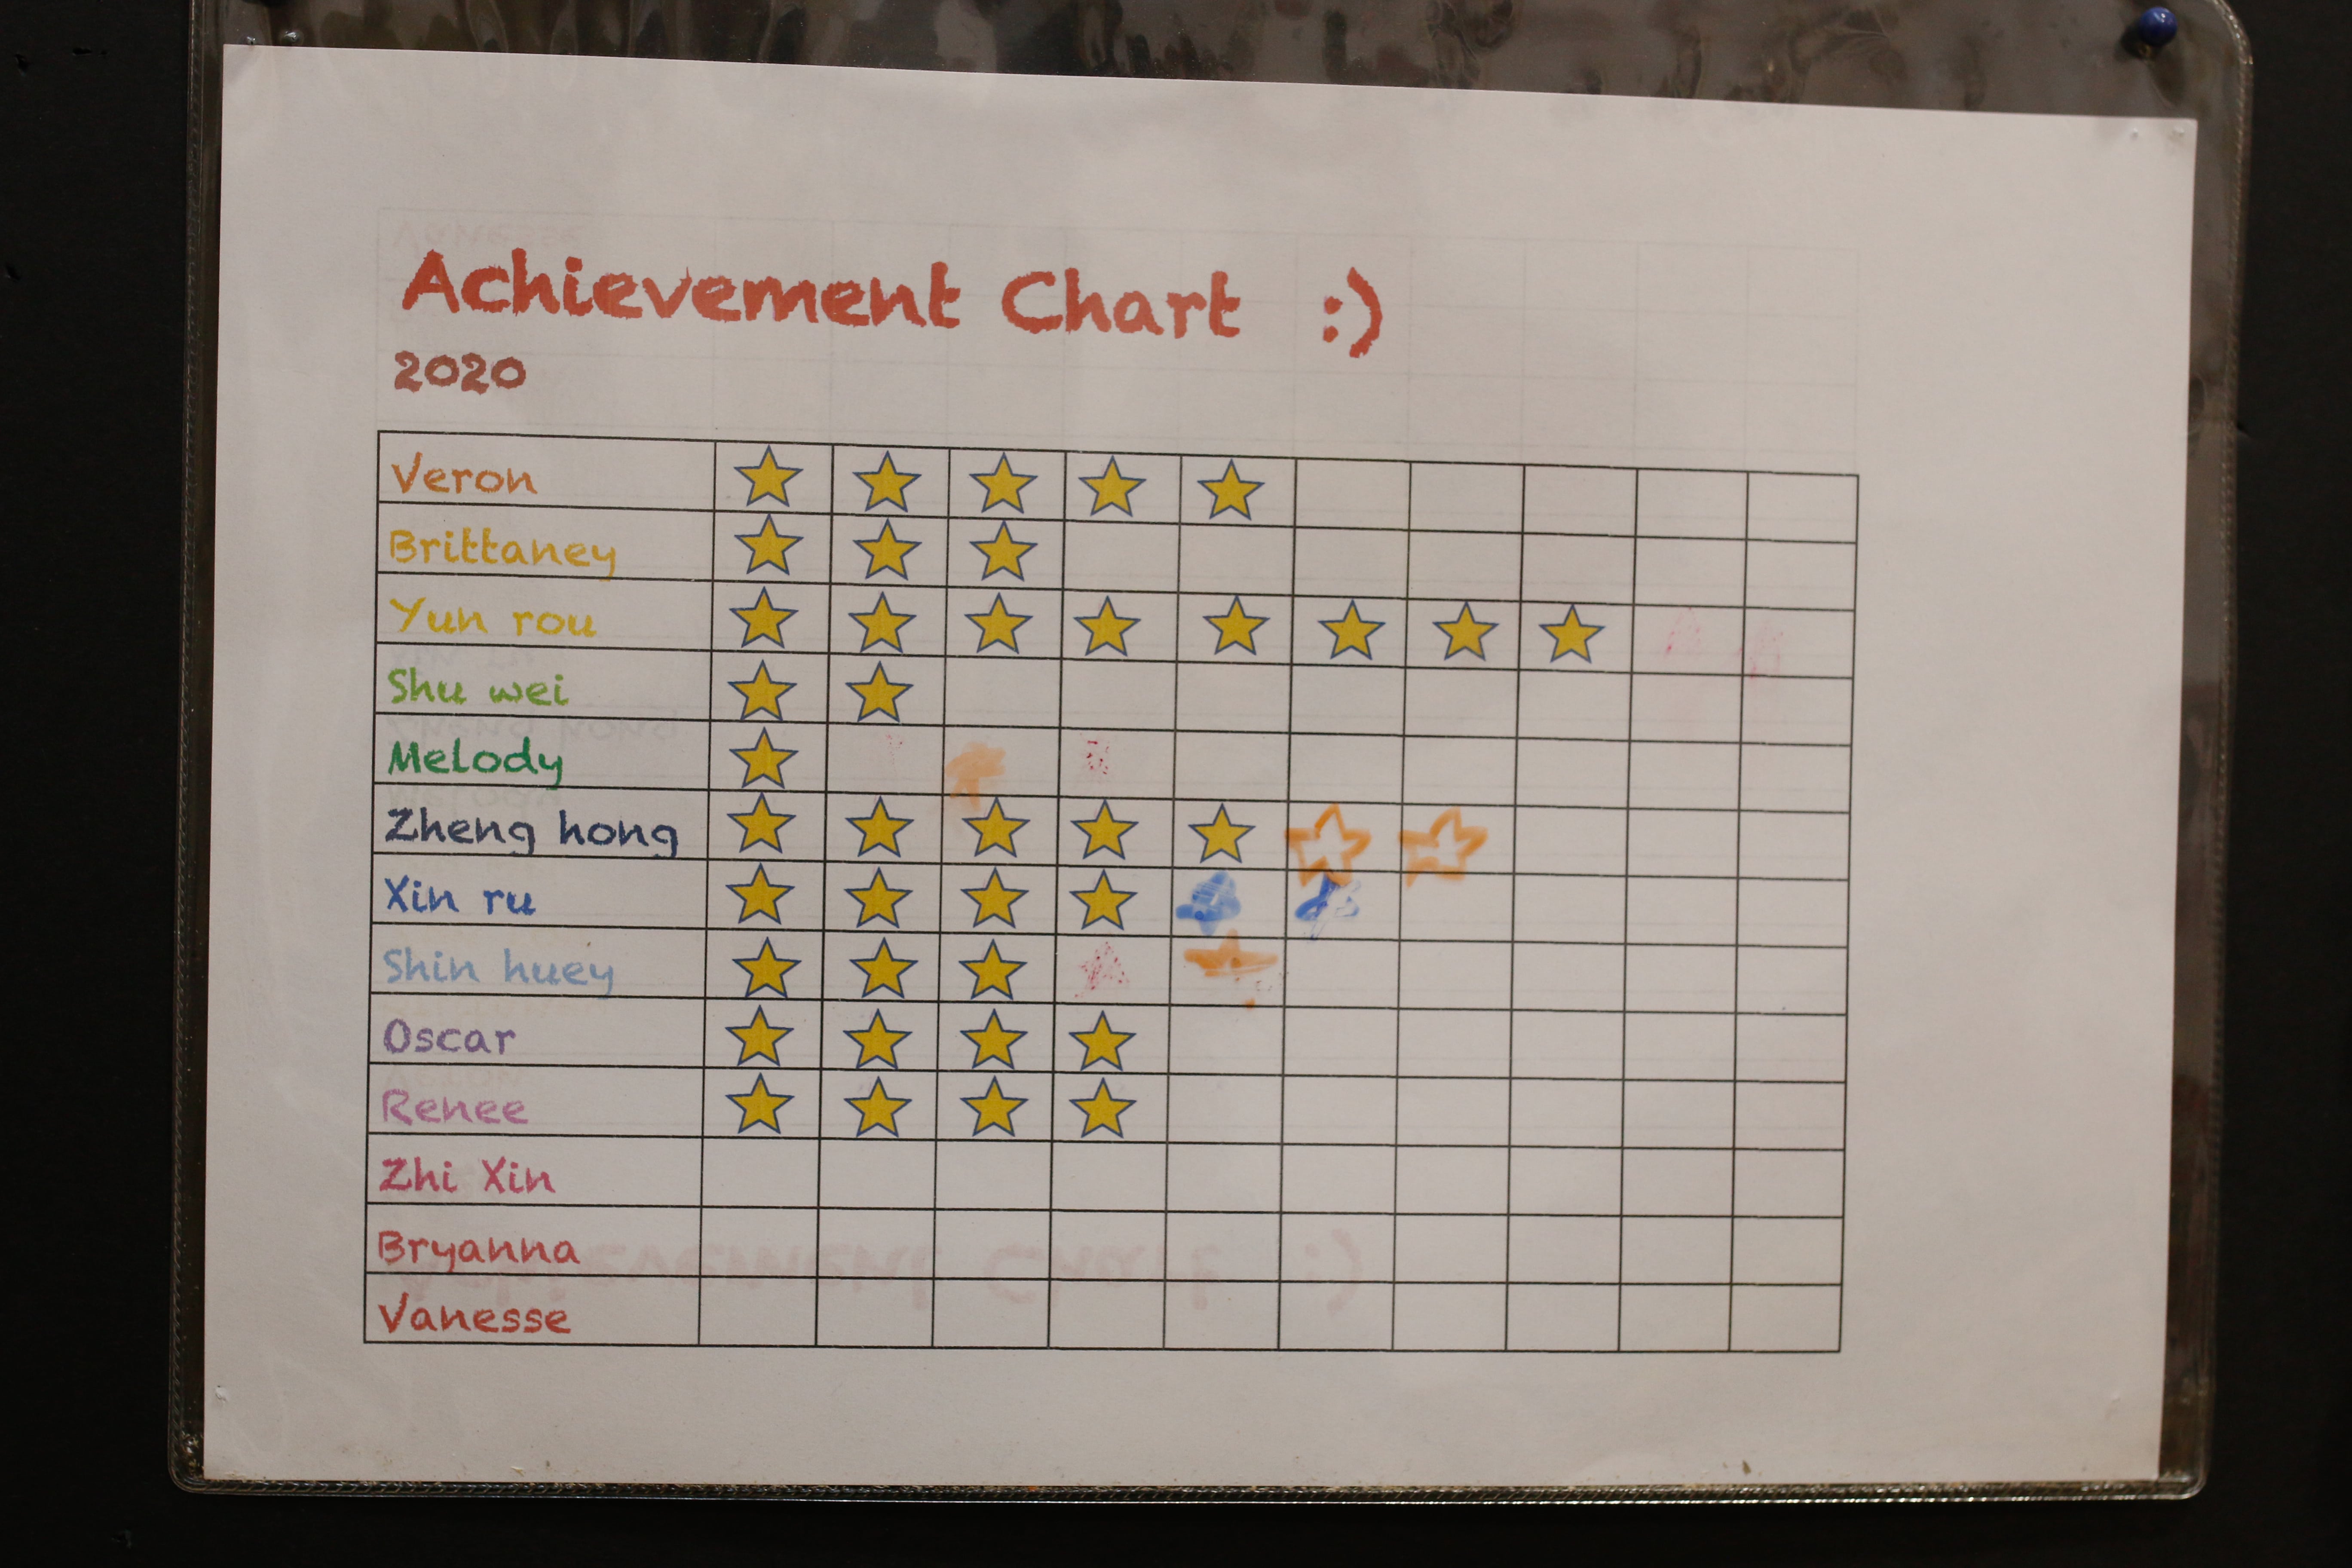 Achievement Chart :)
2020
Veron
Brittaney
Yun rou
Shu wei
Melody
Zheng hong
Xin ru
Shin huey
Oscar
Renee
Zhi Xin
Bryanna
Vanesse